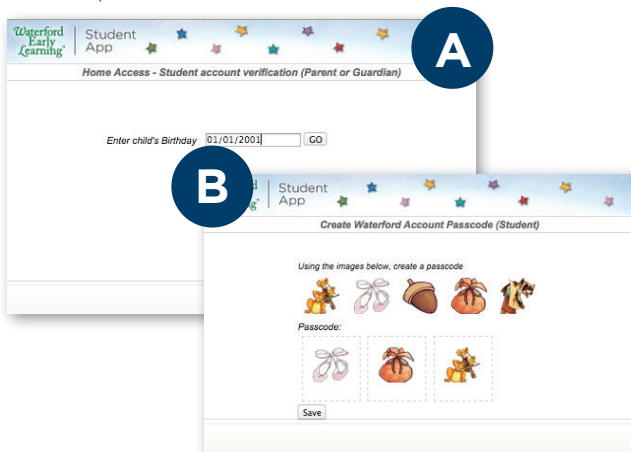 Waterford
Early
Learning™
Student
App
A
Home Access - Student account verification (Parent or Guardian)
Enter child's Birthday 01/01/2001 GO
B
Student
App
Create Waterford Account Passcode (Student)
Using the images below, create a passcode
Passcode:
Save